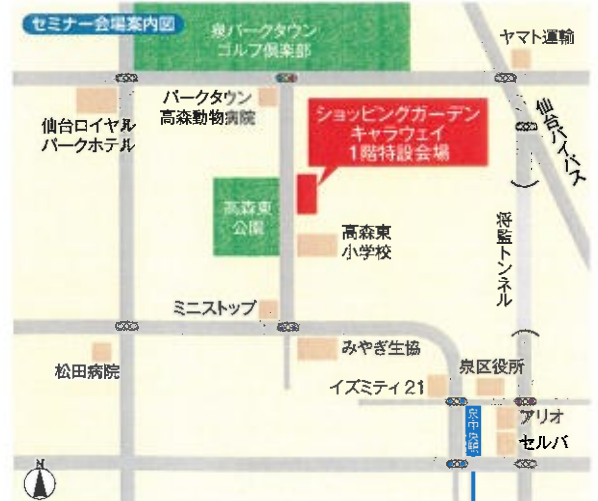 セミナー会場案内図
泉パークタウン
ゴルフ倶楽部
ヤマト運輸
仙台ロイヤル
パークホテル
パークタウン
高森動物病院
ショッピングガーデン
キャラウェイ
1階特設会場
仙台バイパス
高森東
公園
高森東
小学校
将監トンネル
ミニストップ
みやぎ生協
松田病院
イズミティ21
泉区役所
泉中央駅
アリオ
セルバ
N